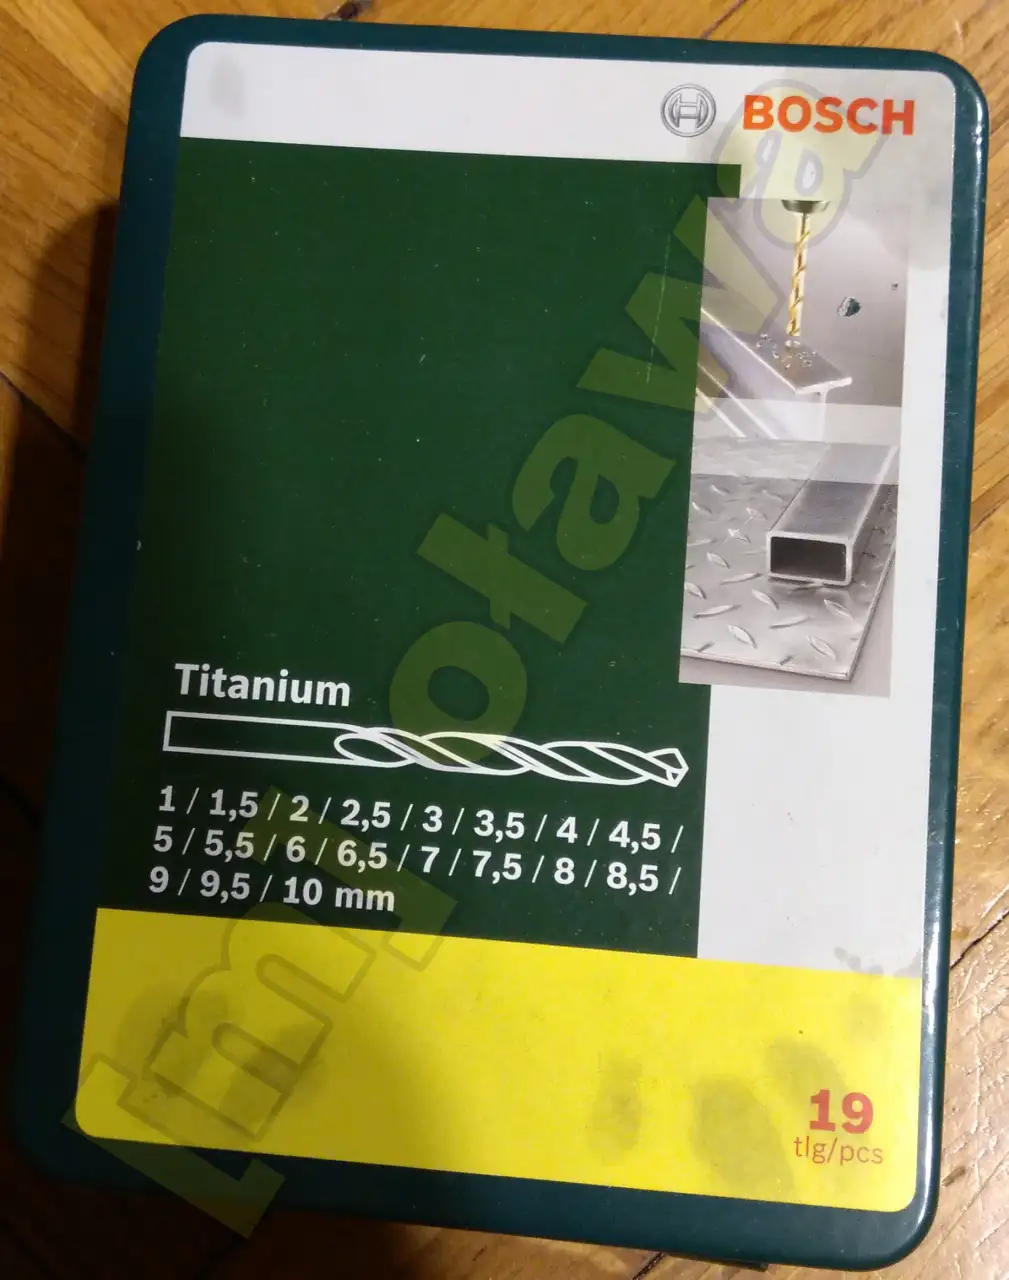 BOSCH
Titanium
1 / 1,5 / 2 / 2,5 / 3 / 3,5 / 4 / 4,5 /
5 / 5,5 / 6 / 6,5 / 7 / 7,5 / 8 / 8,5 /
9 / 9,5 / 10 mm
19
tlg/pcs